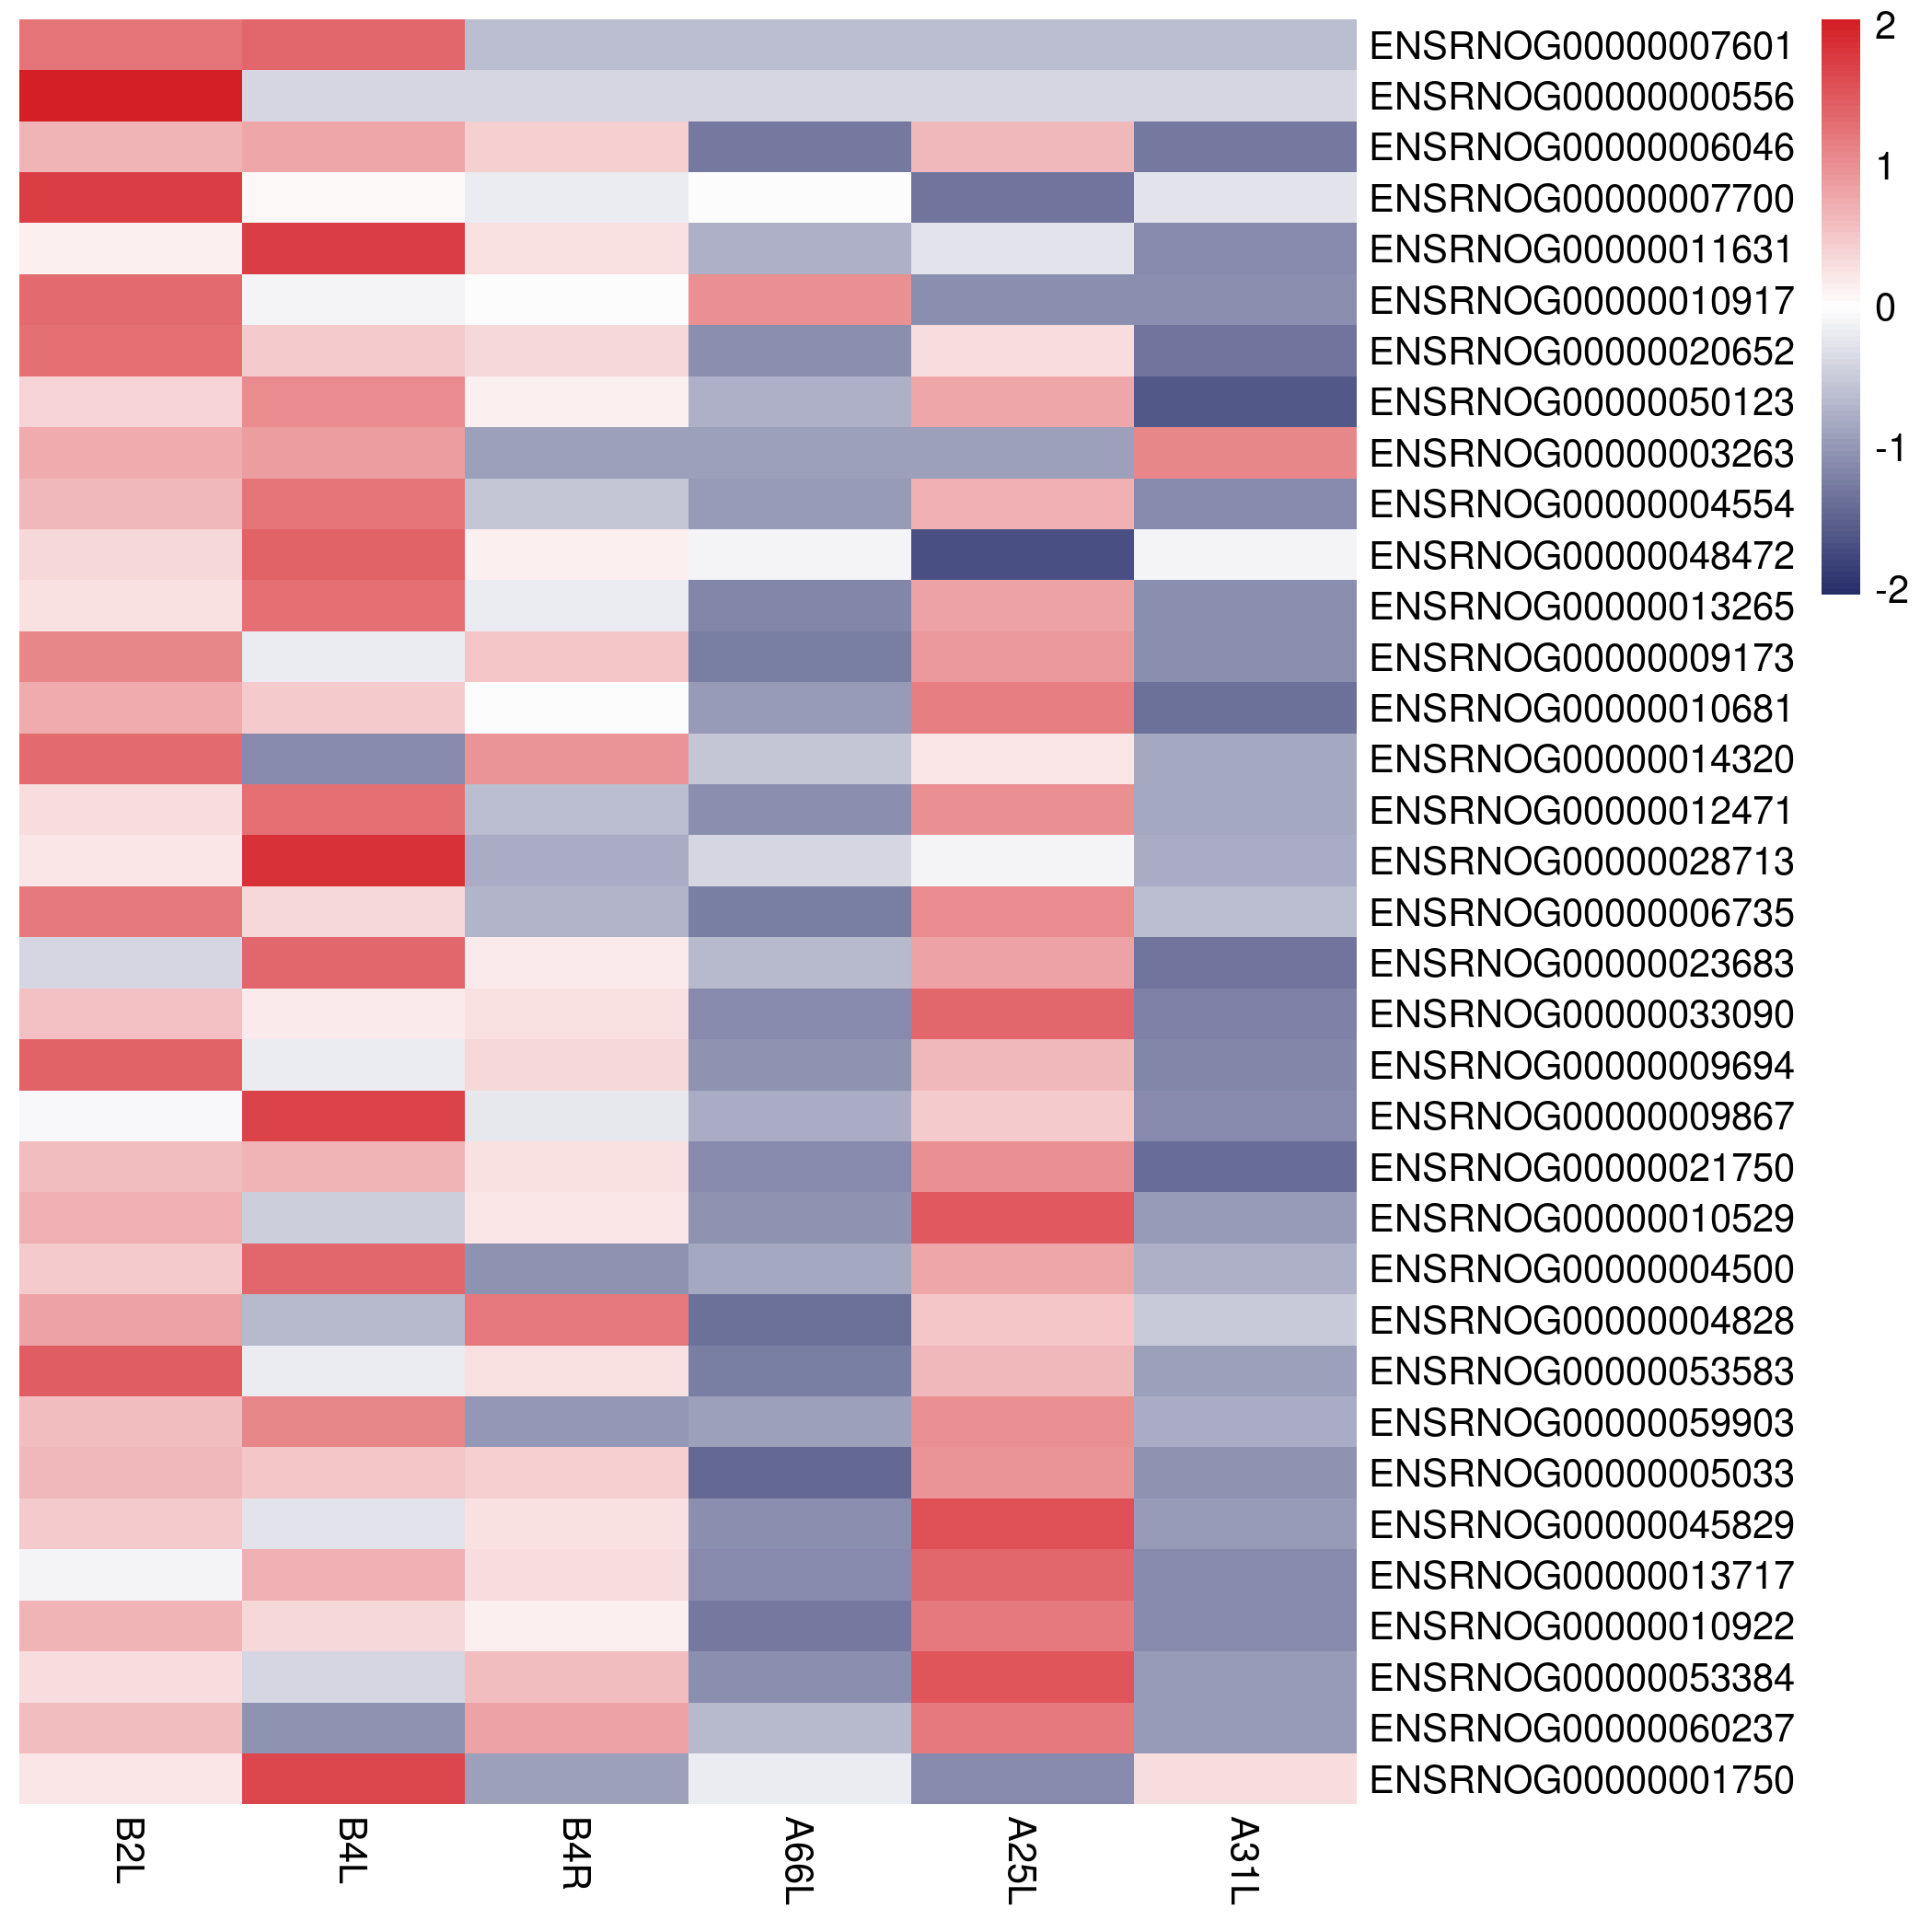 ENSRNOG00000007601
ENSRNOG00000000556
ENSRNOG00000006046
ENSRNOG00000007700
ENSRNOG00000011631
ENSRNOG00000010917
ENSRNOG00000020652
ENSRNOG00000050123
ENSRNOG00000003263
ENSRNOG00000004554
ENSRNOG00000048472
ENSRNOG00000013265
ENSRNOG00000009173
ENSRNOG00000010681
ENSRNOG00000014320
ENSRNOG00000012471
ENSRNOG00000028713
ENSRNOG00000006735
ENSRNOG00000023683
ENSRNOG00000033090
ENSRNOG00000009694
ENSRNOG00000009867
ENSRNOG00000021750
ENSRNOG00000010529
ENSRNOG00000004500
ENSRNOG00000004828
ENSRNOG00000053583
ENSRNOG00000059903
ENSRNOG00000005033
ENSRNOG00000045829
ENSRNOG00000013717
ENSRNOG00000010922
ENSRNOG00000053384
ENSRNOG00000060237
ENSRNOG00000001750
2
1
0
-1
-2
B2L
B4L
B4R
A66L
A25L
A31L